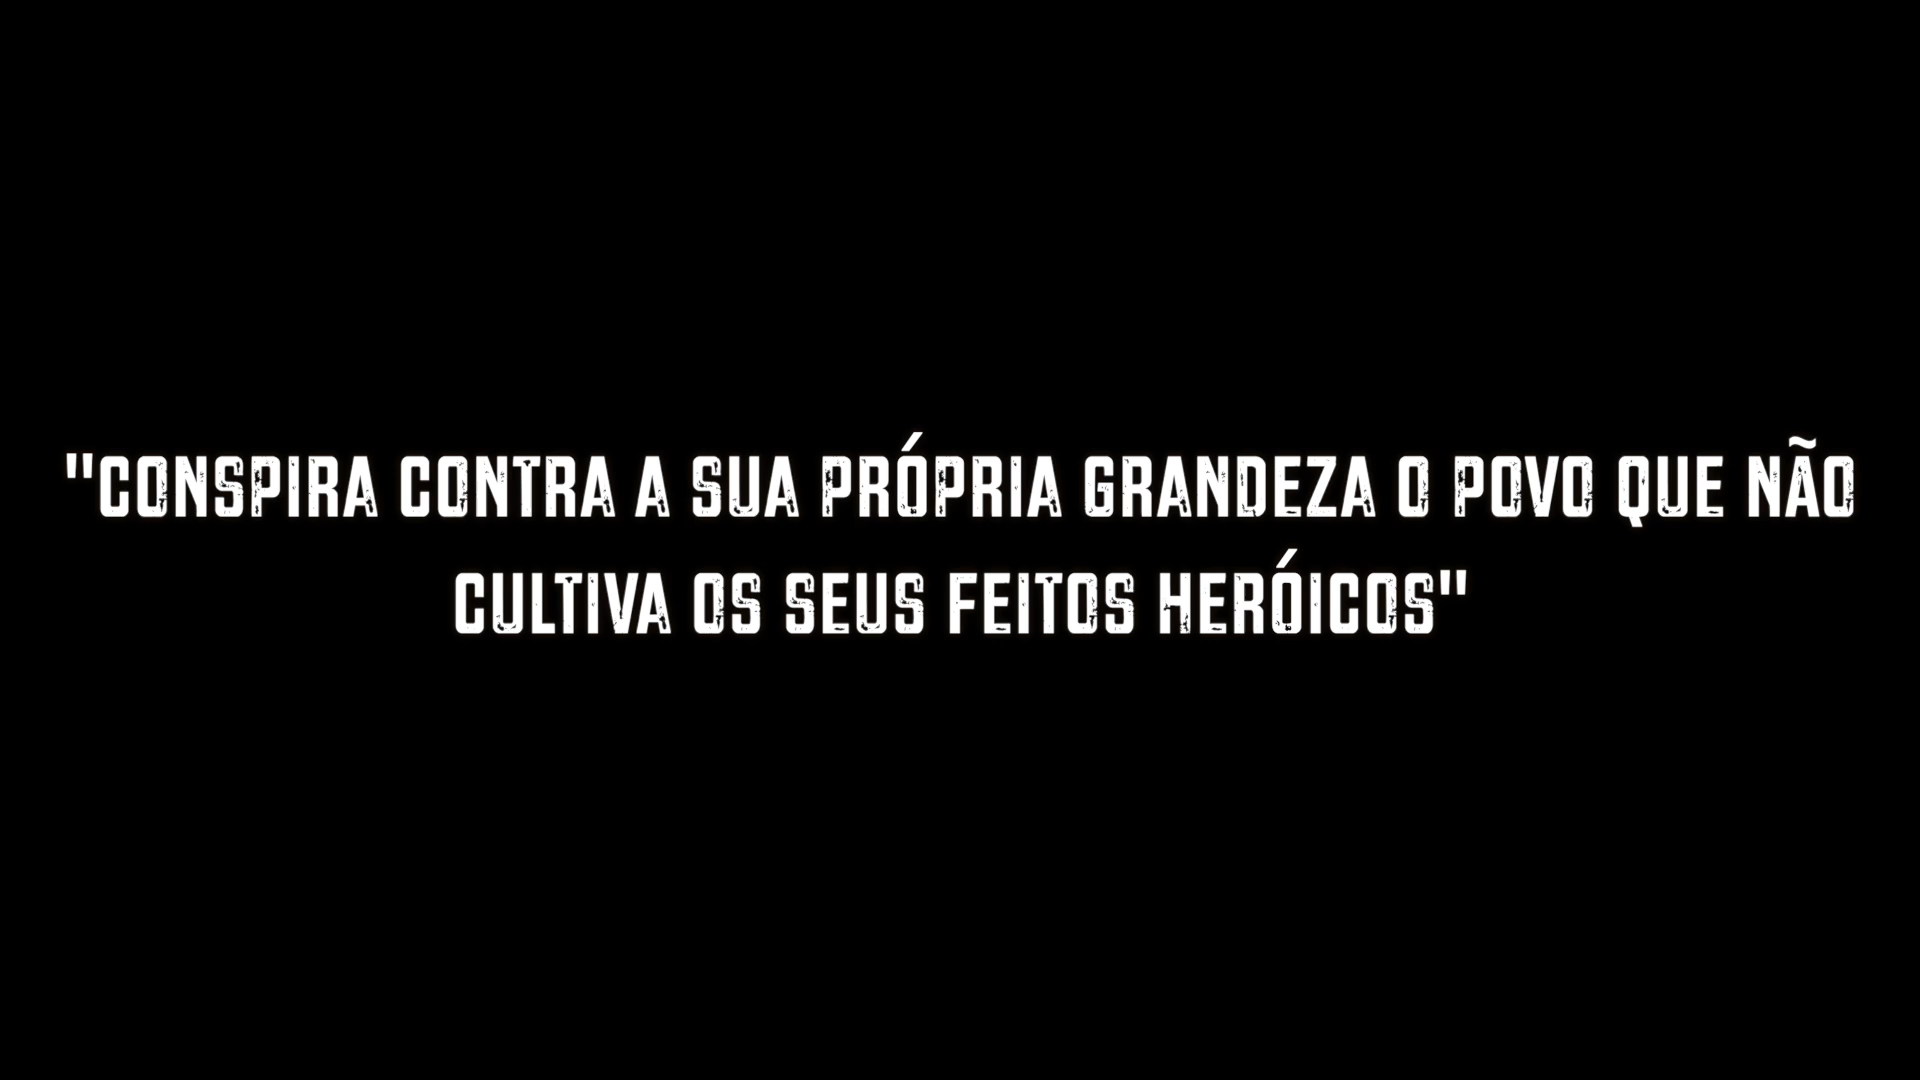 "CONSPIRA CONTRA A SUA PRÓPRIA GRANDEZA O POVO QUE NÃO
CULTIVA OS SEUS FEITOS HERÓICOS"